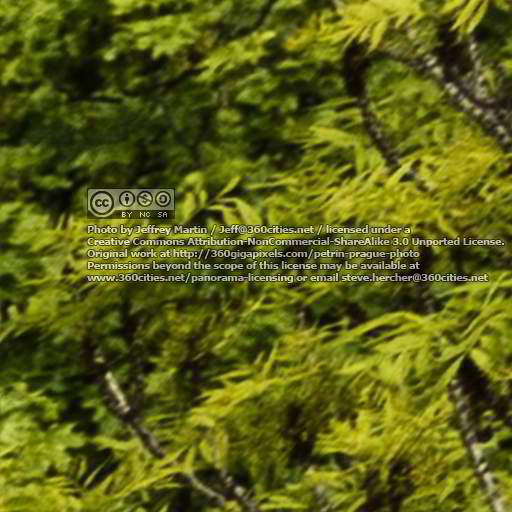 cc
BY NC SA
Photo by Jeffrey Martin / Jeff@360cities.net / licensed under a
Creative Commons Attribution-NonCommercial-ShareAlike 3.0 Unported License.
Original work at http://360gigapixels.com/petrin-prague-photo
Permissions beyond the scope of this license may be available at
www.360cities.net/panorama-licensing or email steve.hercher@360cities.net